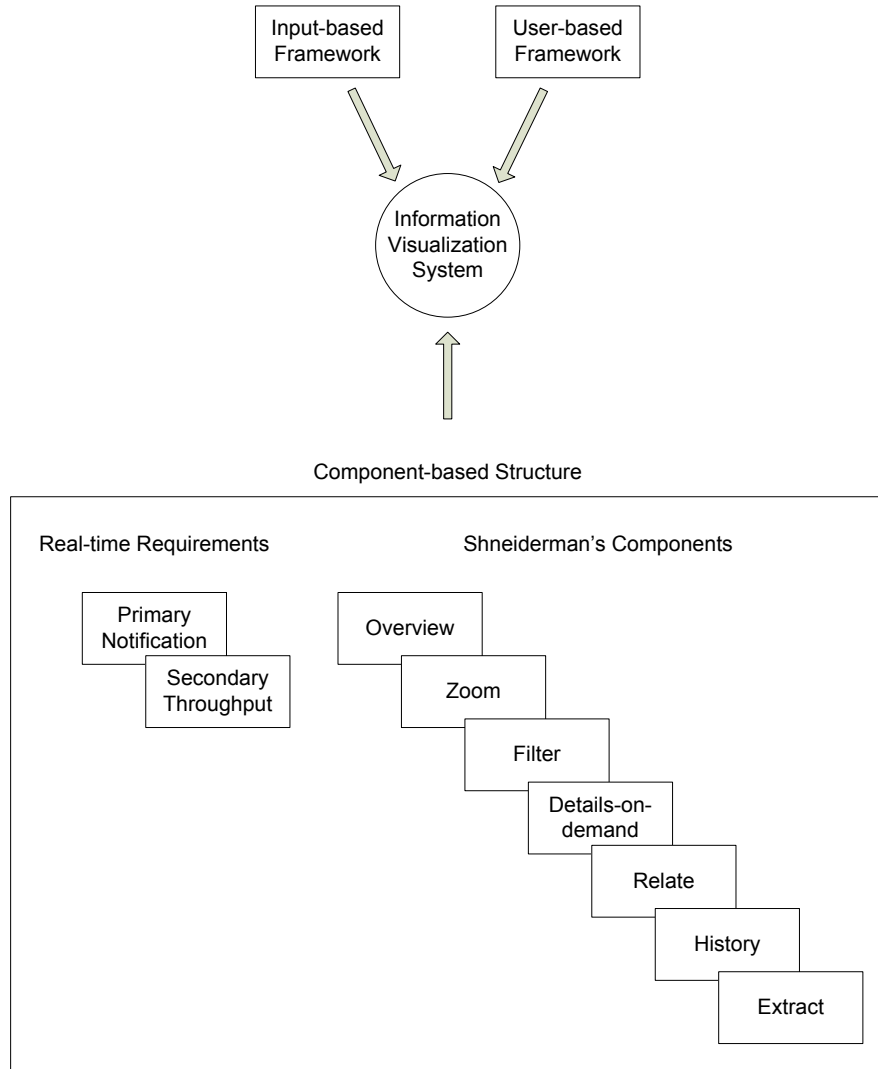 Input-based
Framework
User-based
Framework
Information
Visualization
System
Component-based Structure
Real-time Requirements
Shneiderman's Components
Primary
Notification
Secondary
Throughput
Overview
Zoom
Filter
Details-on-
demand
Relate
History
Extract